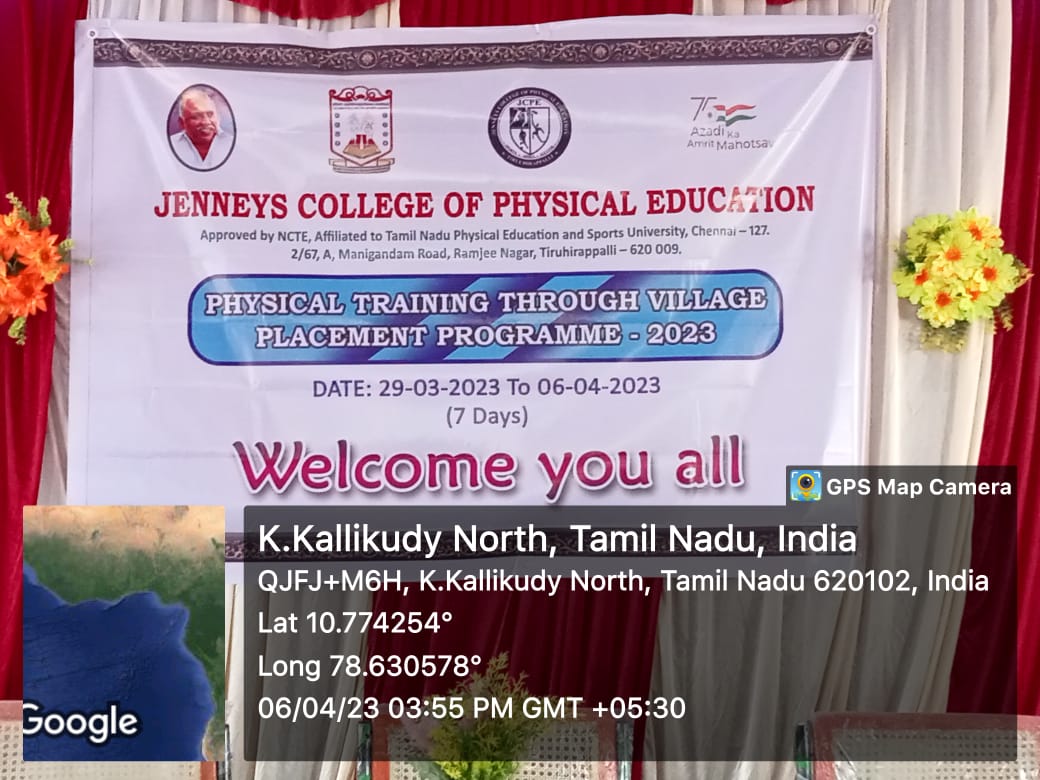 JCPE
75
Azadi Ka
Amrit Mahotsav
JENNEYS COLLEGE OF PHYSICAL EDUCATION
Approved by NCTE, Affiliated to Tamil Nadu Physical Education and Sports University, Chennai – 127.
2/67, A, Manigandam Road, Ramjee Nagar, Tiruhirappalli – 620 009.
PHYSICAL TRAINING THROUGH VILLAGE
PLACEMENT PROGRAMME - 2023
DATE: 29-03-2023 To 06-04-2023
(7 Days)
Welcome you all
GPS Map Camera
K.Kallikudy North, Tamil Nadu, India
QJFJ+M6H, K.Kallikudy North, Tamil Nadu 620102, India
Lat 10.774254°
Long 78.630578°
06/04/23 03:55 PM GMT +05:30
Google